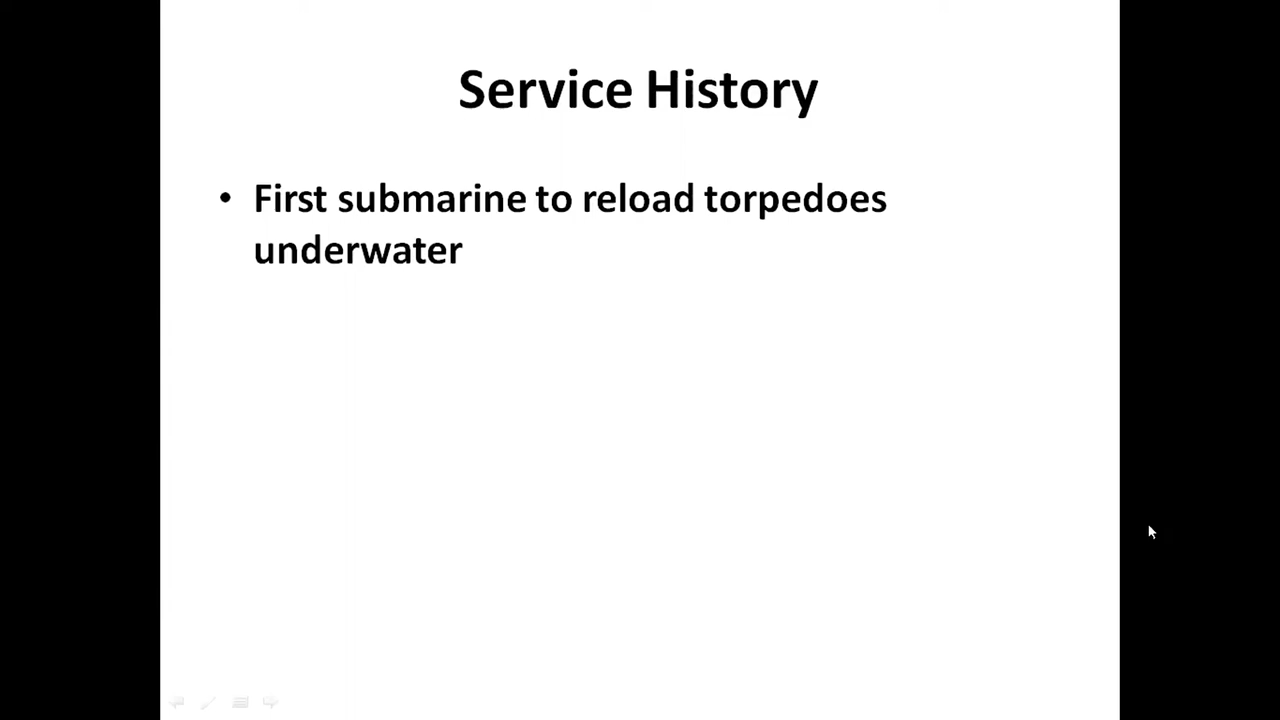 Service History
• First submarine to reload torpedoes
underwater